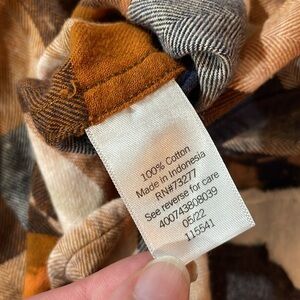 100% Cotton
Made in Indonesia
RN#73277
See reverse for care
400743808039
05/22
115541